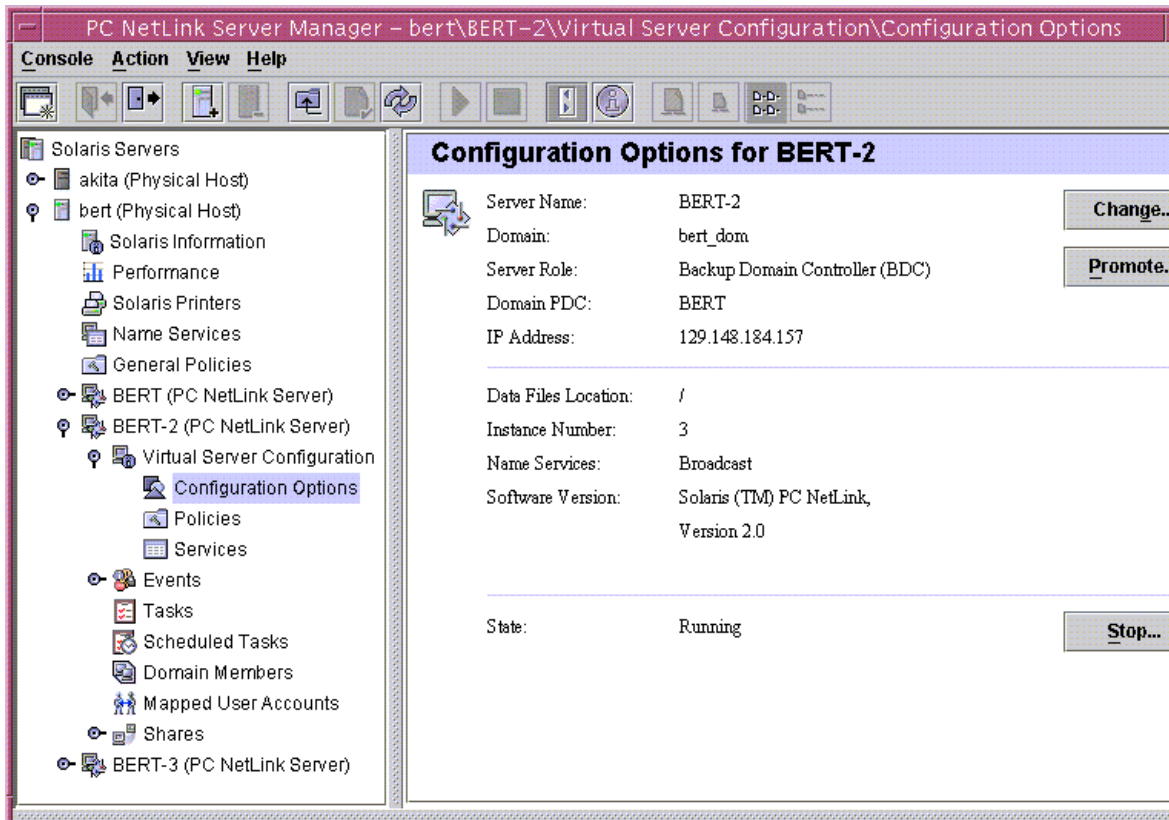 PC NetLink Server Manager – bert\BERT–2\Virtual Server Configuration\Configuration Options
Console Action View Help
Solaris Servers
akita (Physical Host)
bert (Physical Host)
Solaris Information
Performance
Solaris Printers
Name Services
General Policies
BERT (PC NetLink Server)
BERT-2 (PC NetLink Server)
Virtual Server Configuration
Configuration Options
Policies
Services
Events
Tasks
Scheduled Tasks
Domain Members
Mapped User Accounts
Shares
BERT-3 (PC NetLink Server)
Configuration Options for BERT-2
Server Name: BERT-2
Change..
Domain: bert_dom
Server Role: Backup Domain Controller (BDC)
Promote.
Domain PDC: BERT
IP Address: 129.148.184.157
Data Files Location: /
Instance Number: 3
Name Services: Broadcast
Software Version: Solaris (TM) PC NetLink,
Version 2.0
State: Running
Stop...